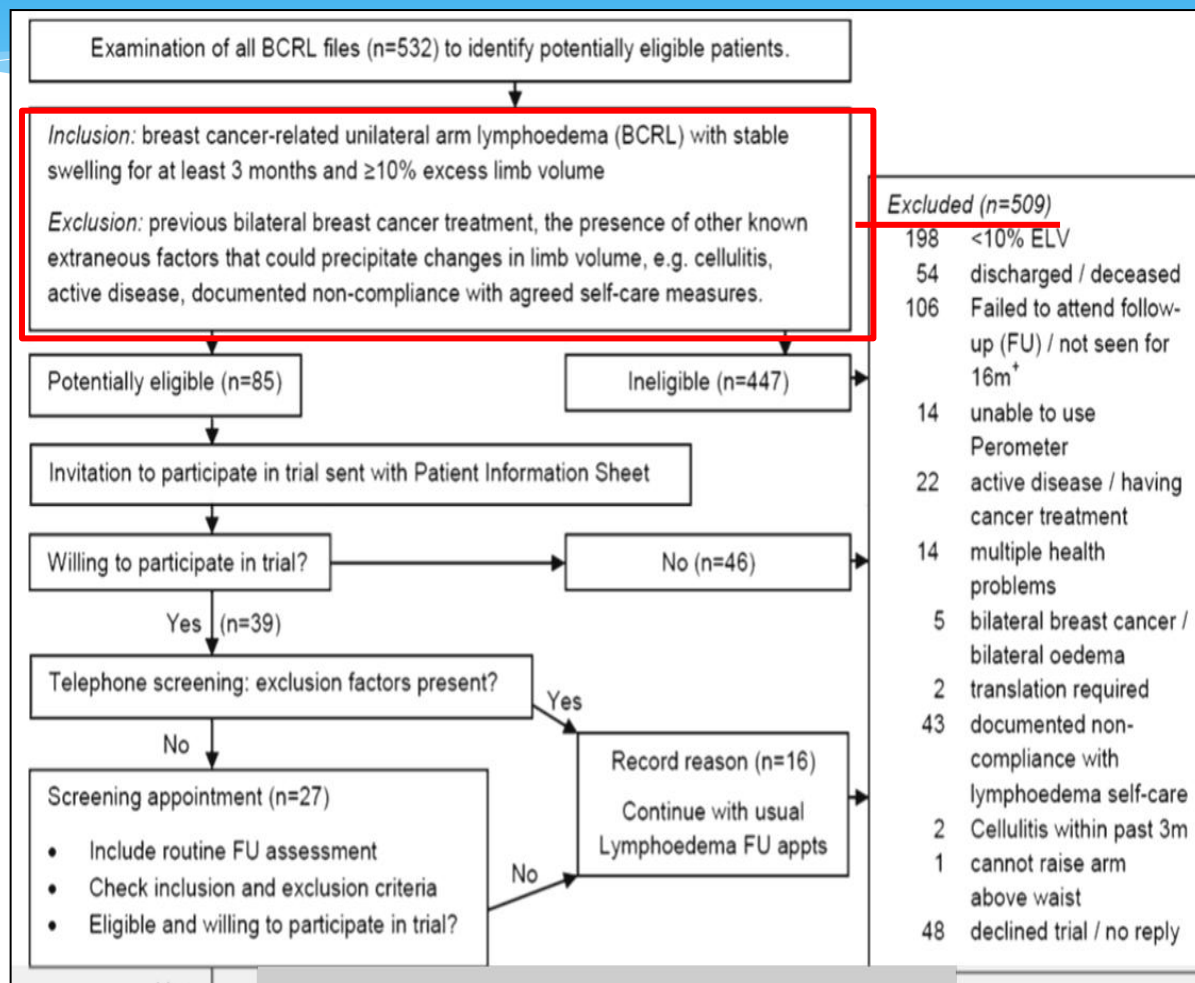 Examination of all BCRL files (n=532) to identify potentially eligible patients.
Inclusion: breast cancer-related unilateral arm lymphoedema (BCRL) with stable
swelling for at least 3 months and ≥10% excess limb volume
Exclusion: previous bilateral breast cancer treatment, the presence of other known
extraneous factors that could precipitate changes in limb volume, e.g. cellulitis,
active disease, documented non-compliance with agreed self-care measures.
Potentially eligible (n=85)
Ineligible (n=447)
Invitation to participate in trial sent with Patient Information Sheet
Willing to participate in trial?
No (n=46)
Yes (n=39)
Telephone screening: exclusion factors present?
Yes
No
Record reason (n=16)
Continue with usual
Lymphoedema FU appts
Screening appointment (n=27)
• Include routine FU assessment
• Check inclusion and exclusion criteria
• Eligible and willing to participate in trial?
No
Excluded (n=509)
198 <10% ELV
54 discharged / deceased
106 Failed to attend follow-
up (FU) / not seen for
16m⁺
14 unable to use
Perometer
22 active disease / having
cancer treatment
14 multiple health
problems
5 bilateral breast cancer /
bilateral oedema
2 translation required
43 documented non-
compliance with
lymphoedema self-care
2 Cellulitis within past 3m
1 cannot raise arm
above waist
48 declined trial / no reply